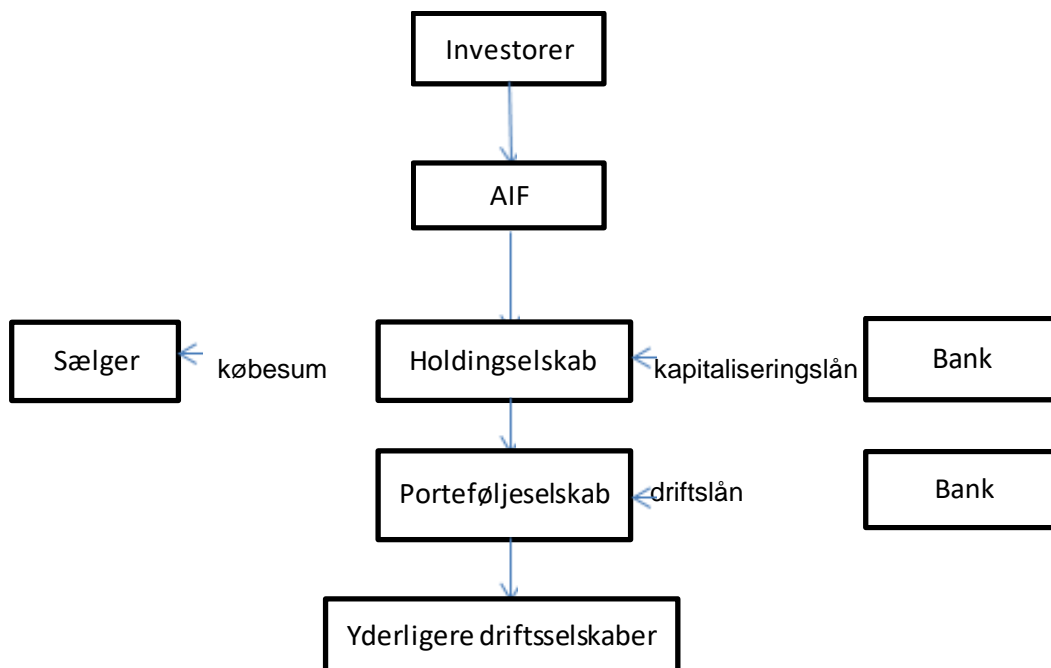 Investorer
AIF
Sælger
købesum
Holdingselskab
kapitaliseringslån
Bank
Porteføljeselskab
driftslån
Bank
Yderligere driftsselskaber